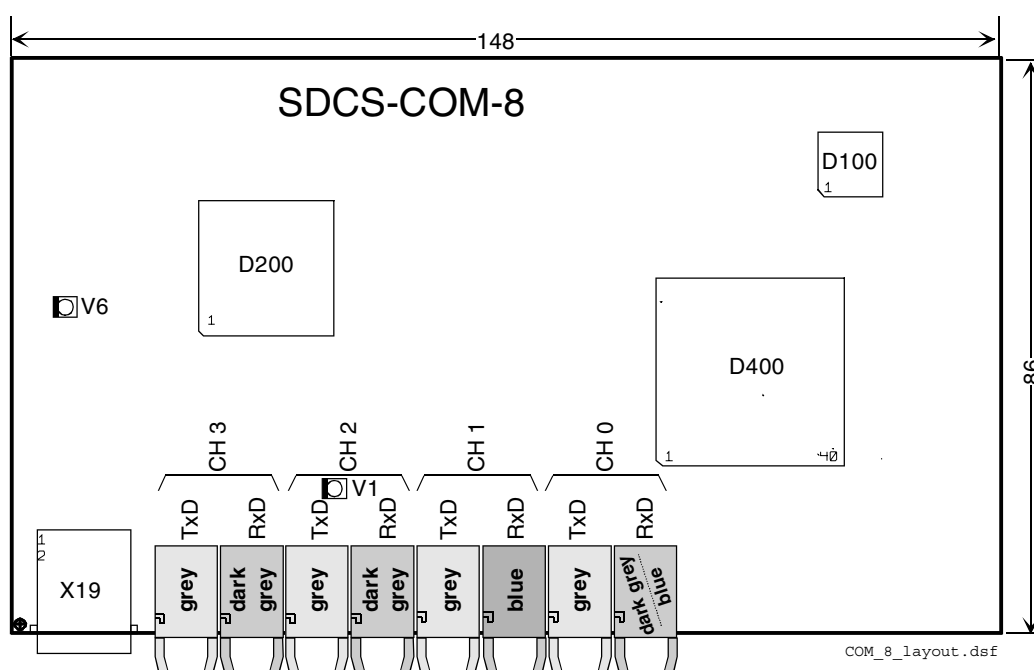 148
SDCS-COM-8
D100
1
D200
1
V6
D400
1
40
86
CH 3
CH 2
CH 1
CH 0
V1
TxD
RxD
TxD
RxD
TxD
RxD
TxD
RxD
1
2
X19
grey
dark grey
grey
dark grey
grey
blue
grey
dark grey
blue
COM_8_layout.dsf